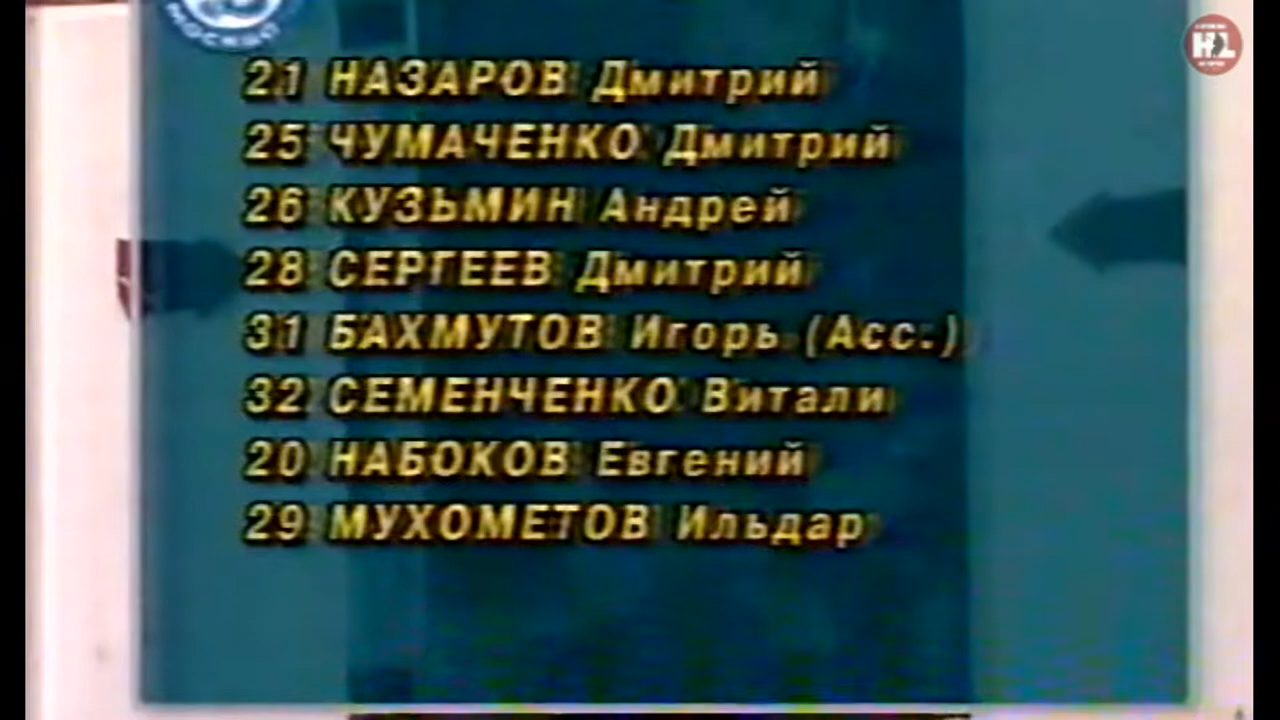 МОСКВА
21 НАЗАРОВ Дмитрий
25 ЧУМАЧЕНКО Дмитрий
26 КУЗЬМИН Андрей
28 СЕРГЕЕВ Дмитрий
31 БАХМУТОВ Игорь (Асс.)
32 СЕМЕНЧЕНКО Витали
20 НАБОКОВ Евгений
29 МУХОМЕТОВ Ильдар